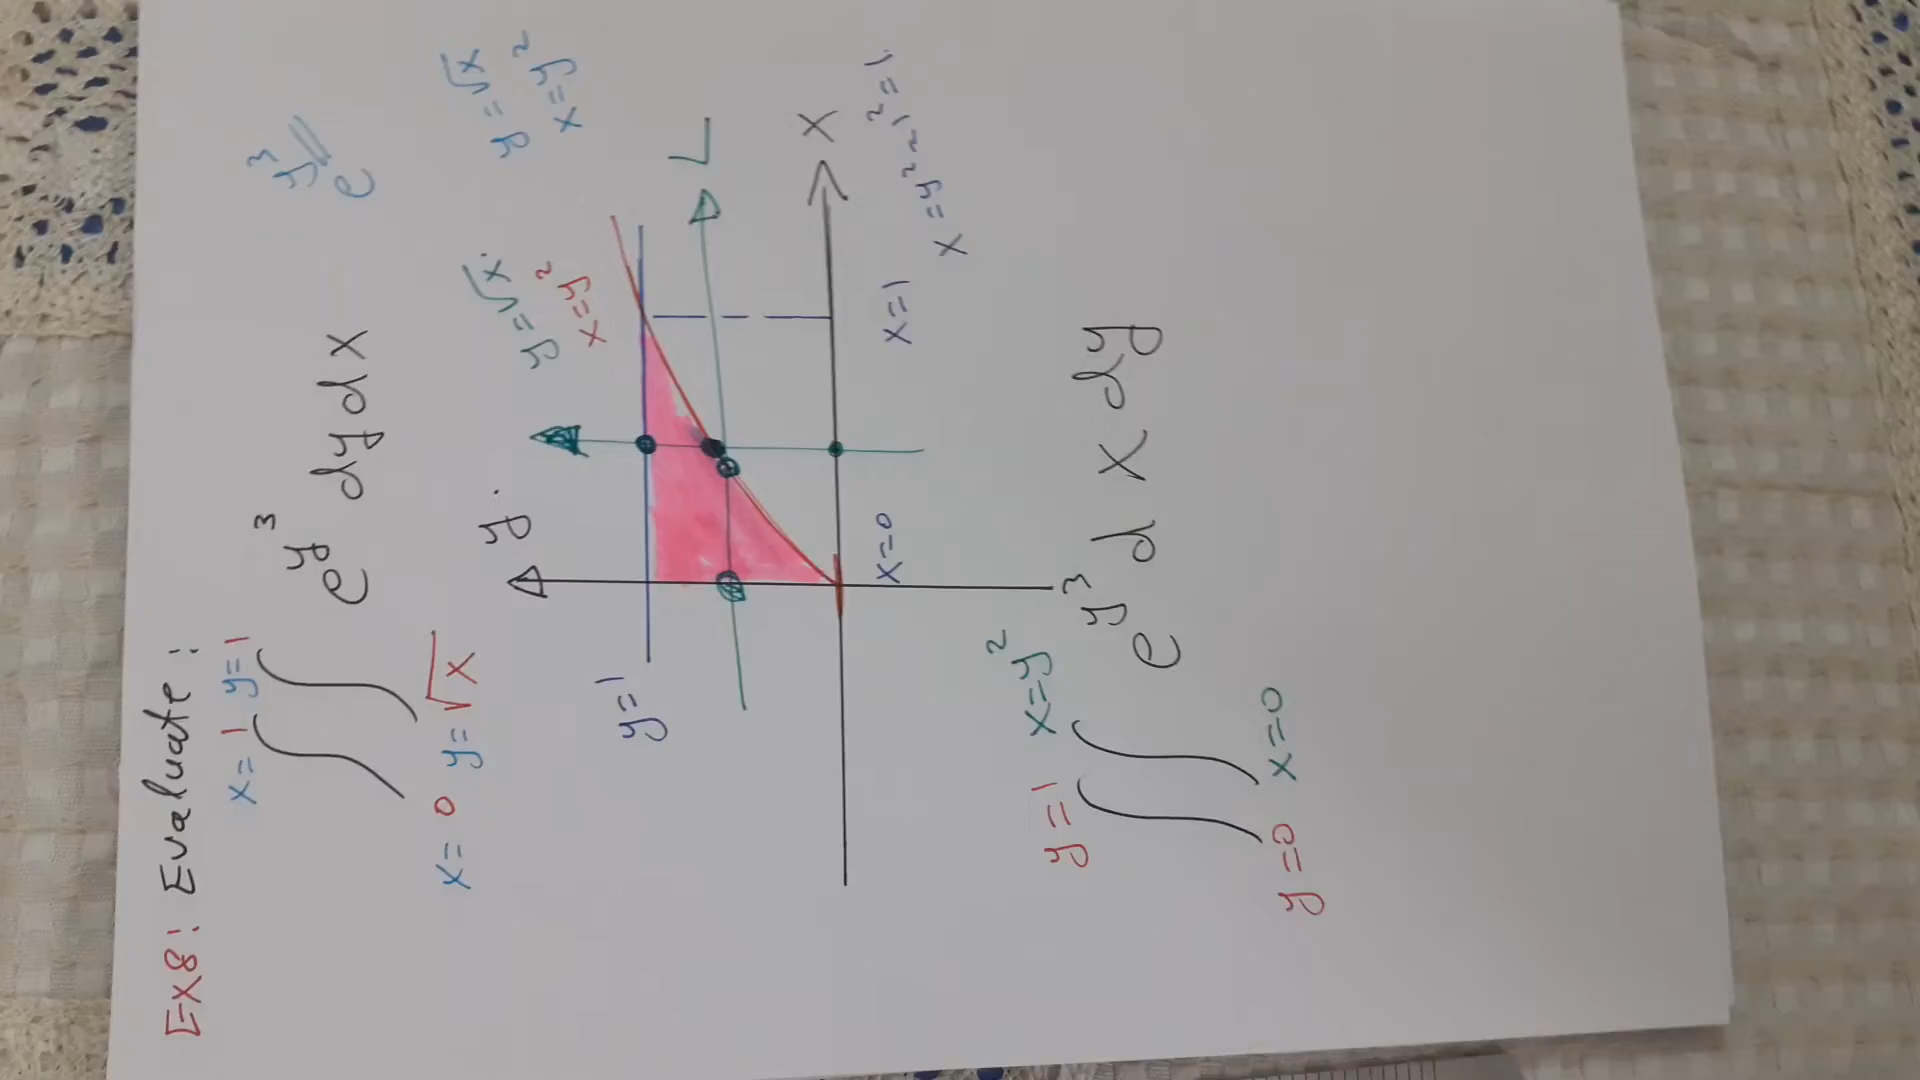 EX8: Evaluate:
x=1 y=1
∫∫ e^y^3 dy dx
x=0 y=√x
y^3
e
y=√x
x=y^2
y
y=√x
x=y^2
L
y=1
X
x=0
x=1
x=y^2=1^2=1
y=1 x=y^2
∫∫ e^y^3 dx dy
y=0 x=0